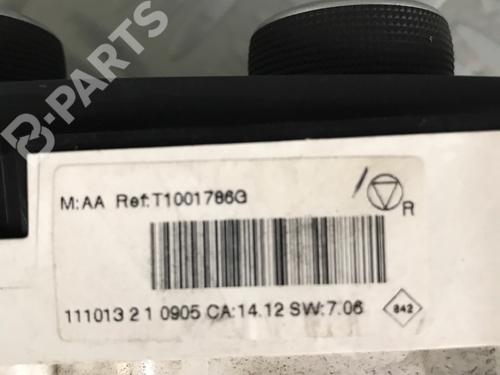 B-PARTS
M:AA Ref:T1001786G
R
111013 2 1 0905 CA:14.12 SW:7.06
842